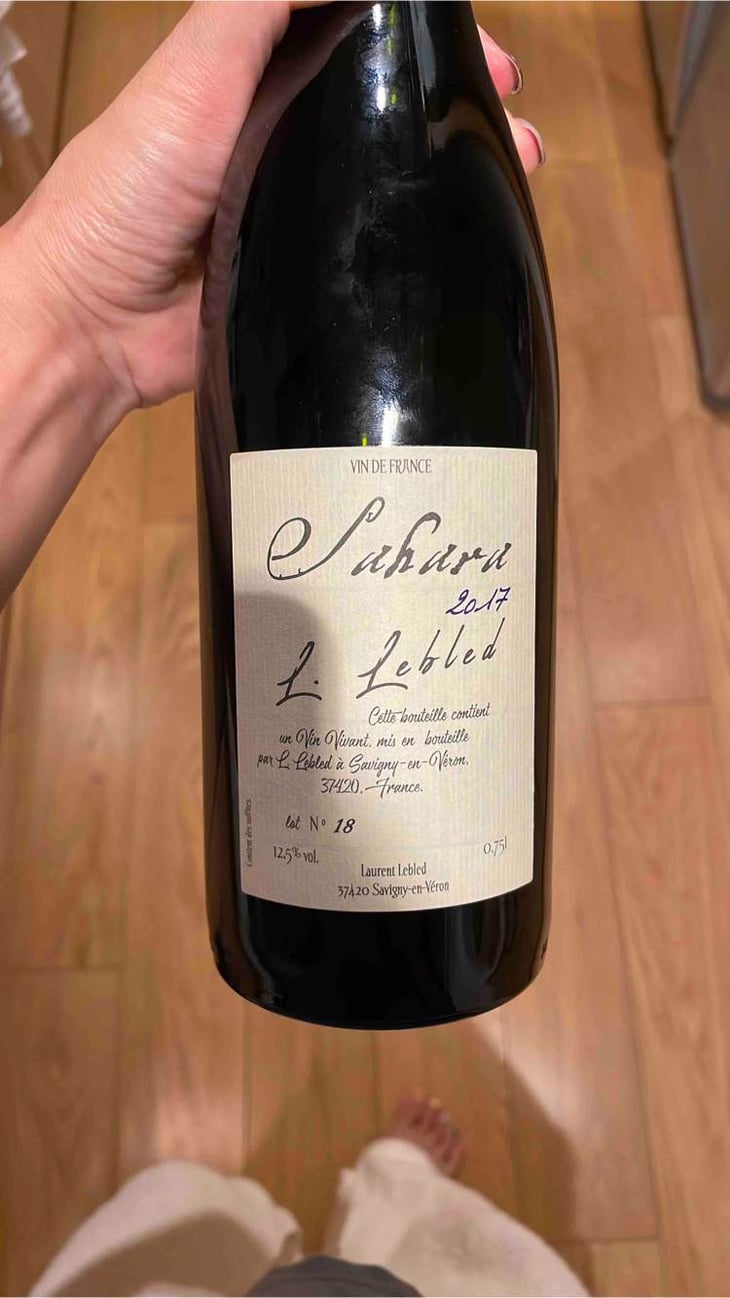 VIN DE FRANCE
Sahara
2017
L. Lebled
Cette bouteille contient
un Vin Vivant, mis en bouteille
par L. Lebled à Savigny-en-Véron,
37420, France.
lot N° 18
12,5% vol.
0,75l
Laurent Lebled
37420 Savigny-en-Véron
Contient des sulfites.